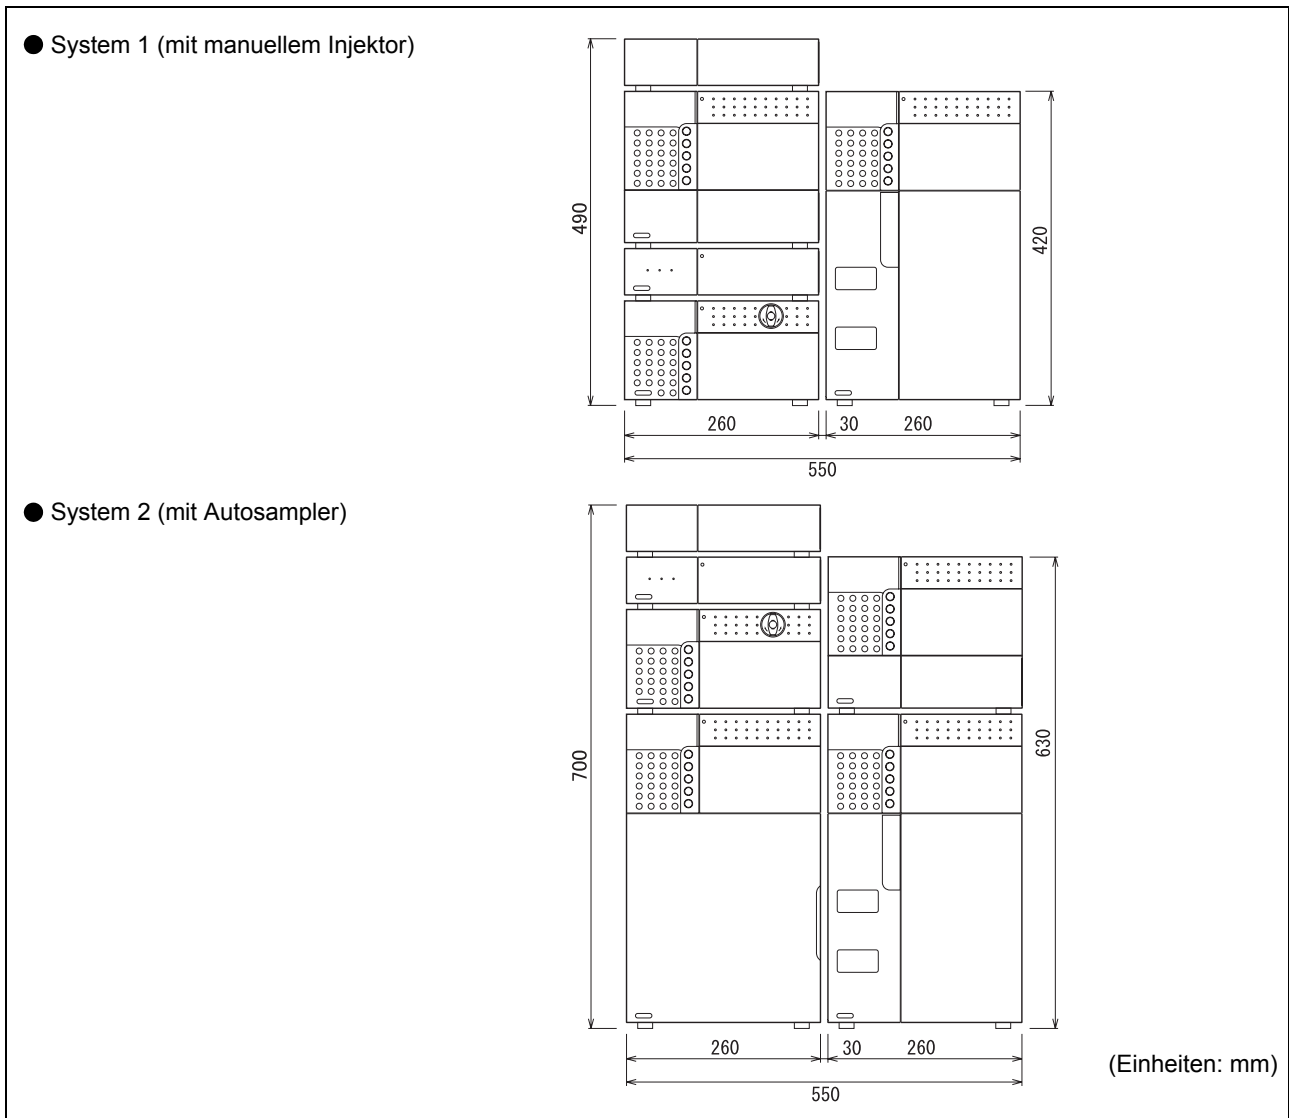 ● System 1 (mit manuellem Injektor)
490
420
260 30 260
550
● System 2 (mit Autosampler)
700
630
260 30 260
550
(Einheiten: mm)